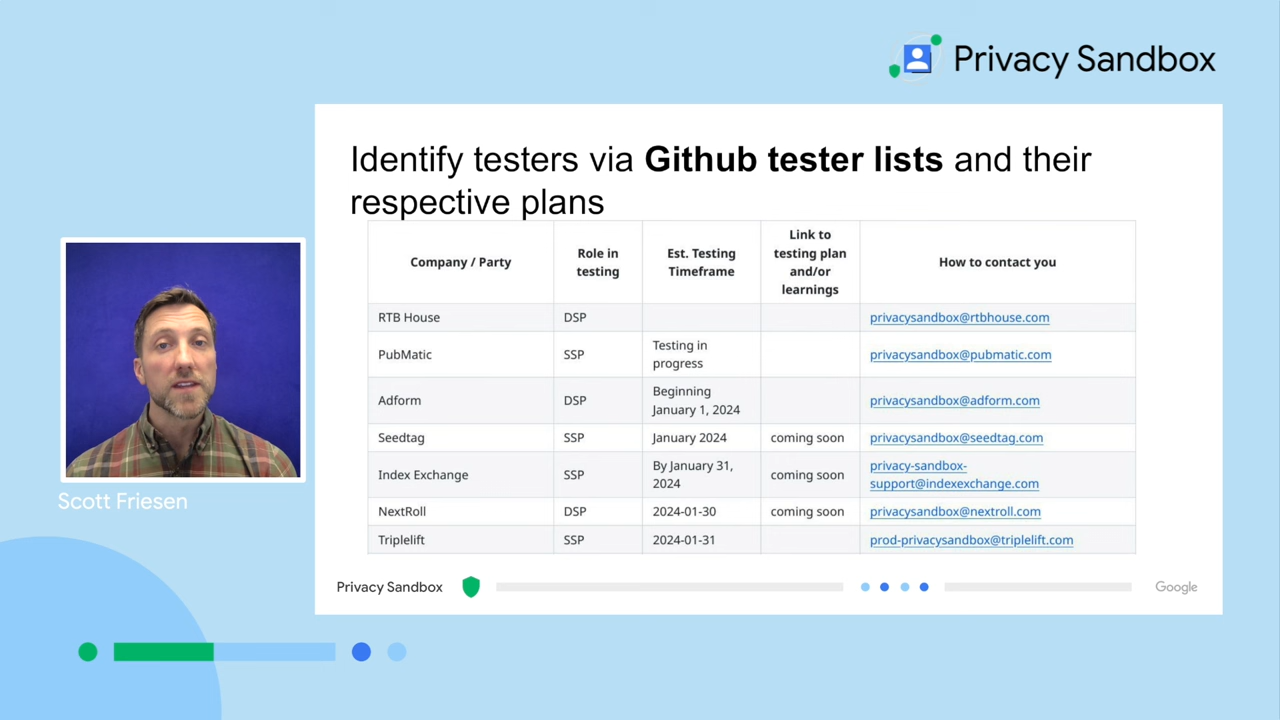 Privacy Sandbox
Identify testers via Github tester lists and their
respective plans
Company / Party
Role in
testing
Est. Testing
Timeframe
Link to
testing plan
and/or
learnings
How to contact you
RTB House
DSP
privacysandbox@rtbhouse.com
PubMatic
SSP
Testing in
progress
privacysandbox@pubmatic.com
Adform
DSP
Beginning
January 1, 2024
privacysandbox@adform.com
Seedtag
SSP
January 2024
coming soon
privacysandbox@seedtag.com
Index Exchange
SSP
By January 31,
2024
coming soon
privacy-sandbox-
support@indexexchange.com
NextRoll
DSP
2024-01-30
coming soon
privacysandbox@nextroll.com
Triplelift
SSP
2024-01-31
prod-privacysandbox@triplelift.com
Scott Friesen
Privacy Sandbox
Google